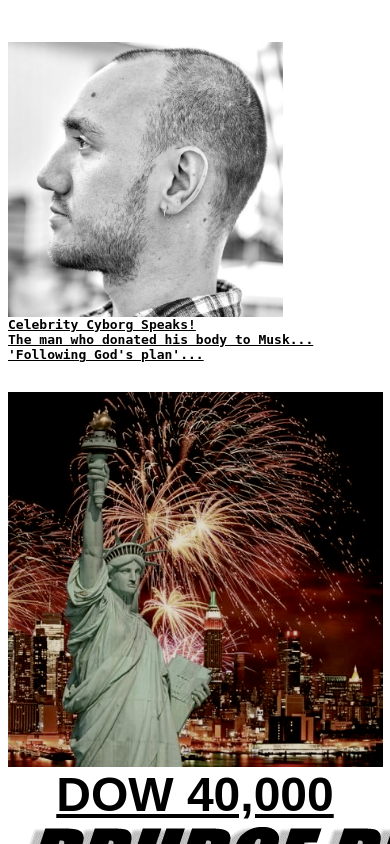 Celebrity Cyborg Speaks!
The man who donated his body to Musk...
'Following God's plan'...
DOW 40,000